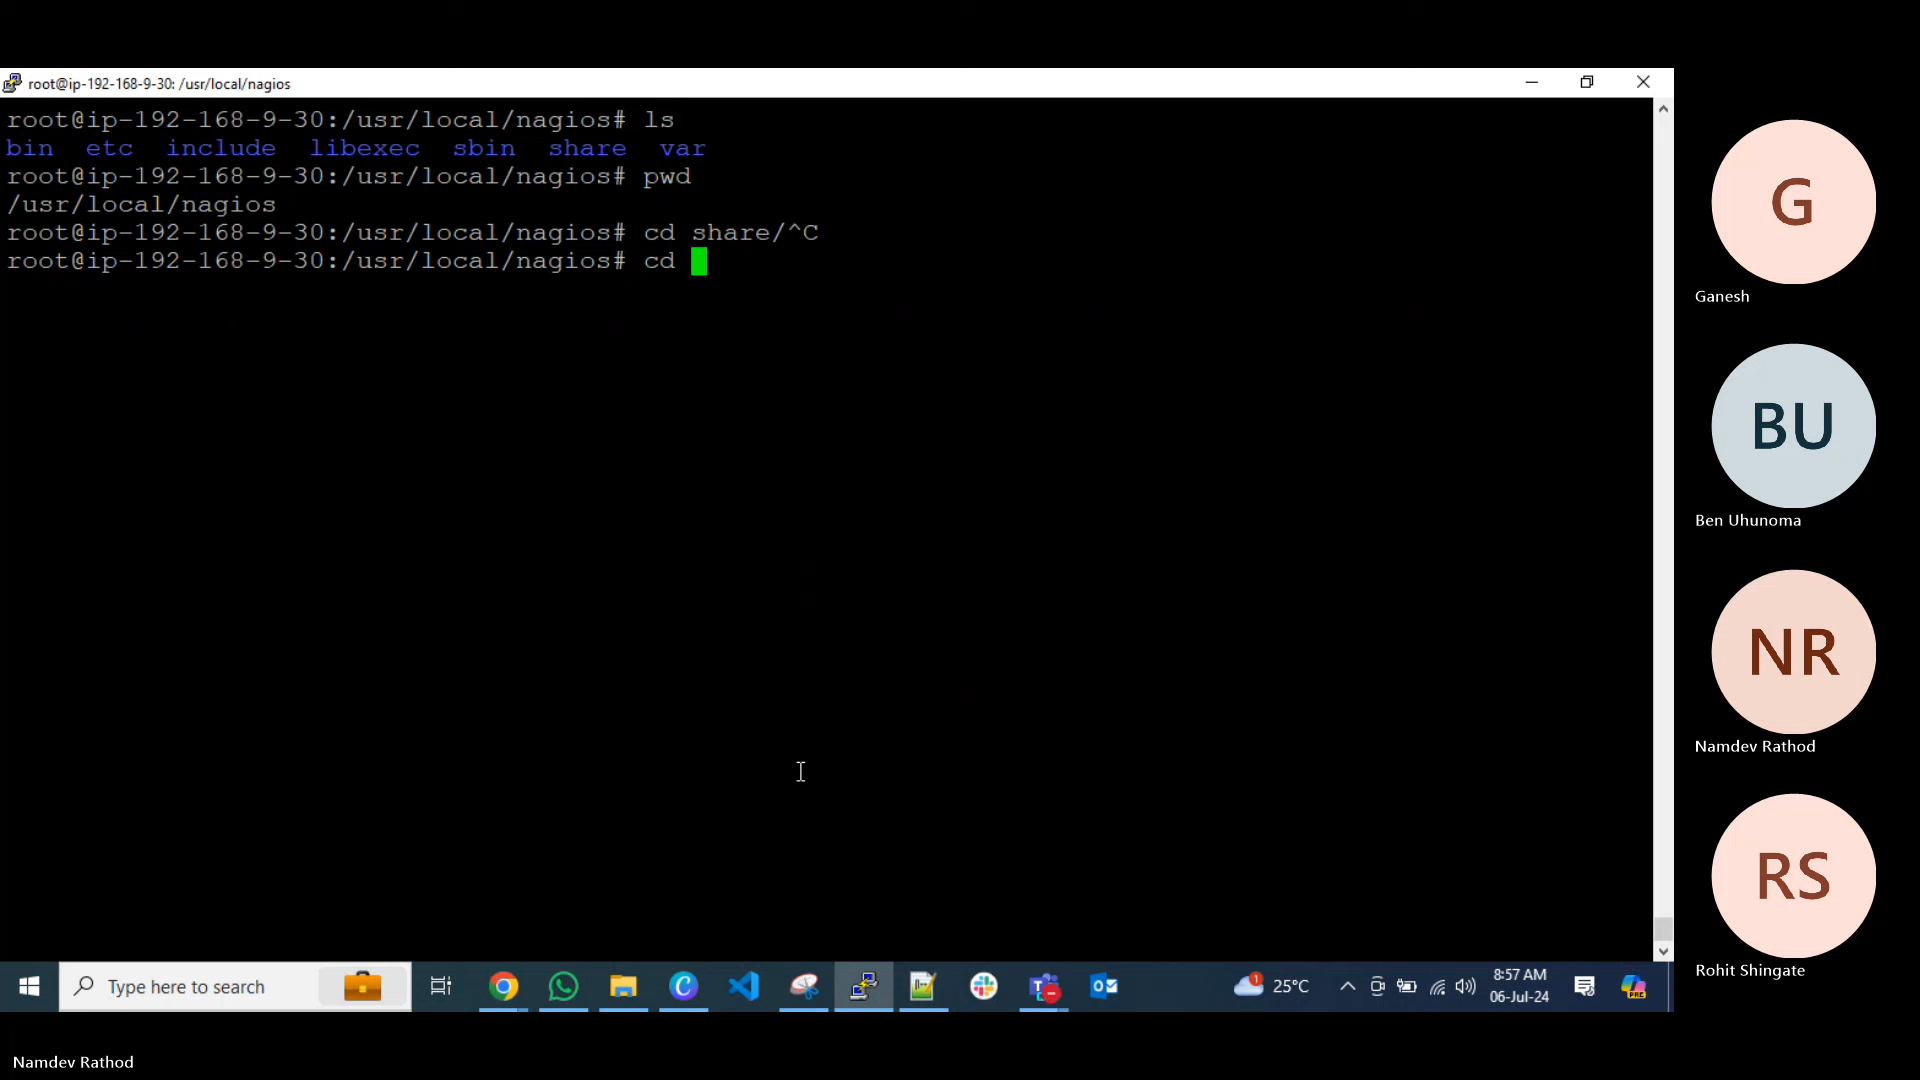 root@ip-192-168-9-30: /usr/local/nagios
root@ip-192-168-9-30:/usr/local/nagios# ls
bin  etc  include  libexec  sbin  share  var
root@ip-192-168-9-30:/usr/local/nagios# pwd
/usr/local/nagios
root@ip-192-168-9-30:/usr/local/nagios# cd share/^C
root@ip-192-168-9-30:/usr/local/nagios# cd
G
Ganesh
BU
Ben Uhunoma
NR
Namdev Rathod
RS
Rohit Shingate
Type here to search
1
25°C
8:57 AM
06-Jul-24
PRE
Namdev Rathod